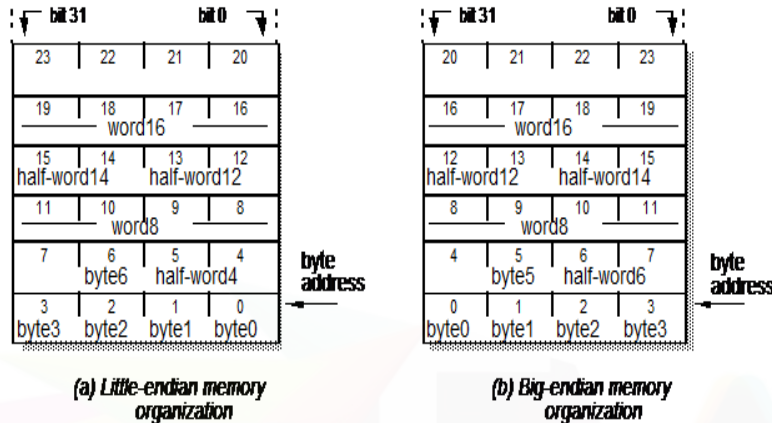 bit 31 bit 0
23 22 21 20
19 18 17 16
word16
15 14 13 12
half-word14 half-word12
11 10 9 8
word8
7 6 5 4
byte6 half-word4
3 2 1 0
byte3 byte2 byte1 byte0
byte
address
(a) Little-endian memory
organization
bit 31 bit 0
20 21 22 23
16 17 18 19
word16
12 13 14 15
half-word12 half-word14
8 9 10 11
word8
4 5 6 7
byte5 half-word6
0 1 2 3
byte0 byte1 byte2 byte3
byte
address
(b) Big-endian memory
organization